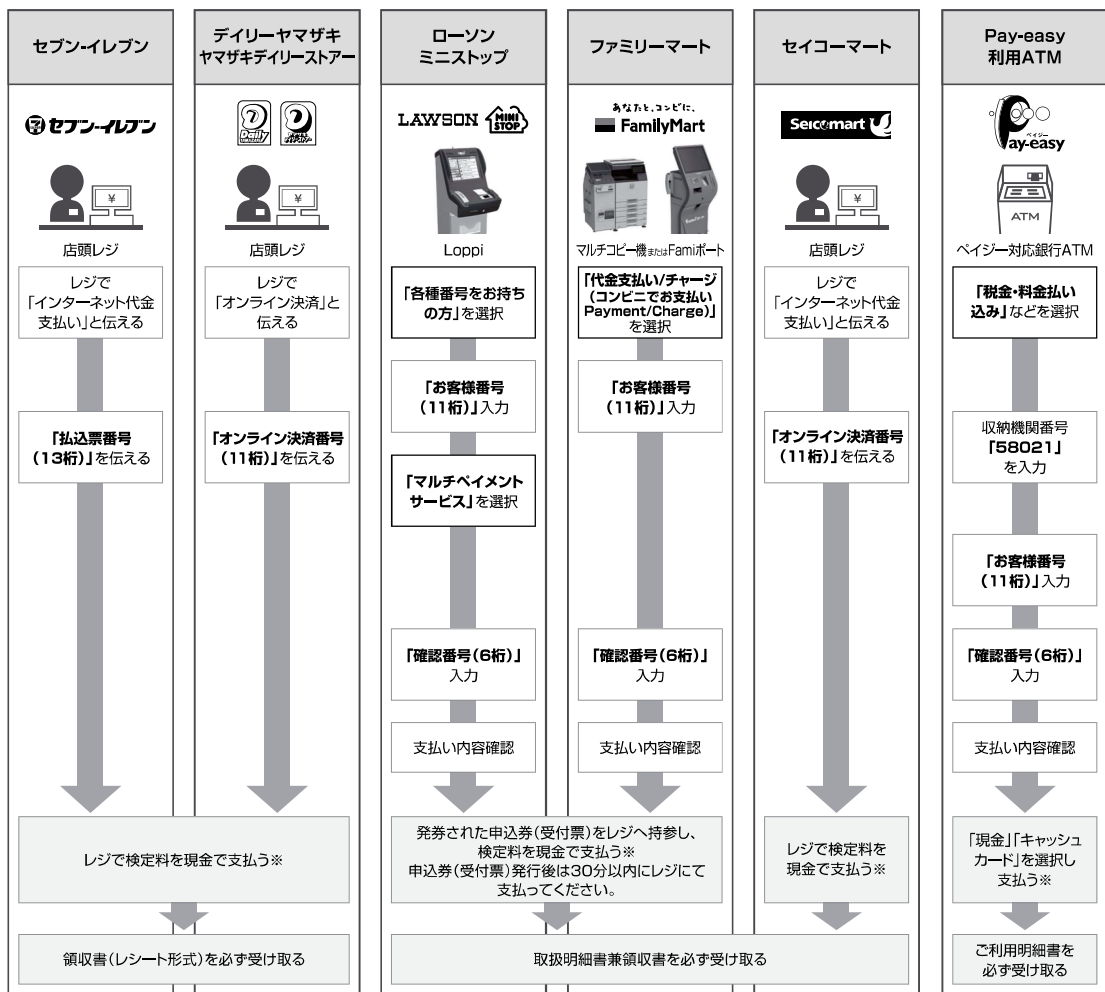 セブン-イレブン
セブン-イレブン
店頭レジ
レジで
「インターネット代金
支払い」と伝える
「払込票番号
(13桁)」を伝える
デイリーヤマザキ
ヤマザキデイリーストアー
Daily
店頭レジ
レジで
「オンライン決済」と
伝える
「オンライン決済番号
(11桁)」を伝える
レジで検定料を現金で支払う※
領収書(レシート形式)を必ず受け取る
ローソン
ミニストップ
LAWSON
MINI
STOP
Loppi
「各種番号をお持ち
の方」を選択
「お客様番号
(11桁)」入力
「マルチペイメント
サービス」を選択
「確認番号(6桁)」
入力
支払い内容確認
ファミリーマート
あなたと、コンビに、
FamilyMart
マルチコピー機またはFamiポート
「代金支払い/チャージ
(コンビニでお支払い
Payment/Charge)」
を選択
「お客様番号
(11桁)」入力
「確認番号(6桁)」
入力
支払い内容確認
発券された申込券(受付票)をレジへ持参し、
検定料を現金で支払う※
申込券(受付票)発行後は30分以内にレジにて
支払ってください。
セイコーマート
Seicomart
店頭レジ
レジで
「インターネット代金
支払い」と伝える
「オンライン決済番号
(11桁)」を伝える
レジで検定料を
現金で支払う※
取扱明細書兼領収書を必ず受け取る
Pay-easy
利用ATM
ペイジー
Pay-easy
ATM
ペイジー対応銀行ATM
「税金・料金払い
込み」などを選択
収納機関番号
「58021」
を入力
「お客様番号
(11桁)」入力
「確認番号(6桁)」
入力
支払い内容確認
「現金」「キャッシュ
カード」を選択し
支払う※
ご利用明細書を
必ず受け取る